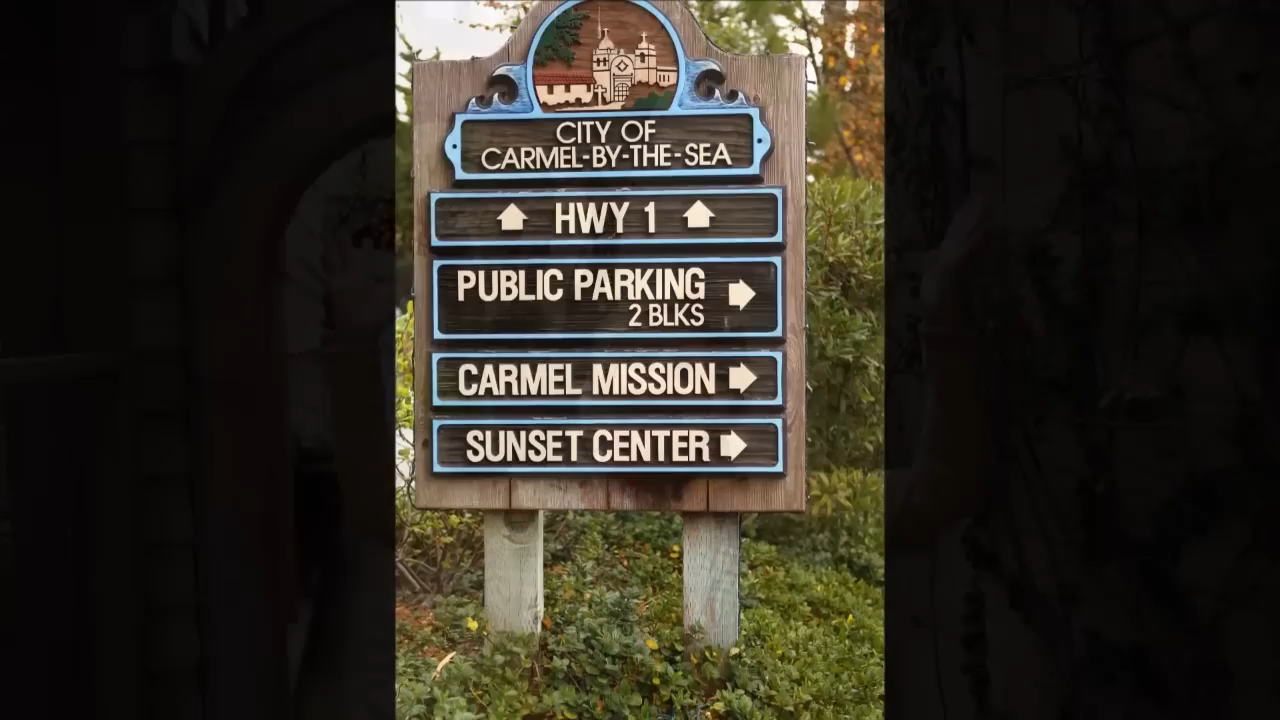 CITY OF
CARMEL-BY-THE-SEA
HWY 1
PUBLIC PARKING
2 BLKS
CARMEL MISSION
SUNSET CENTER